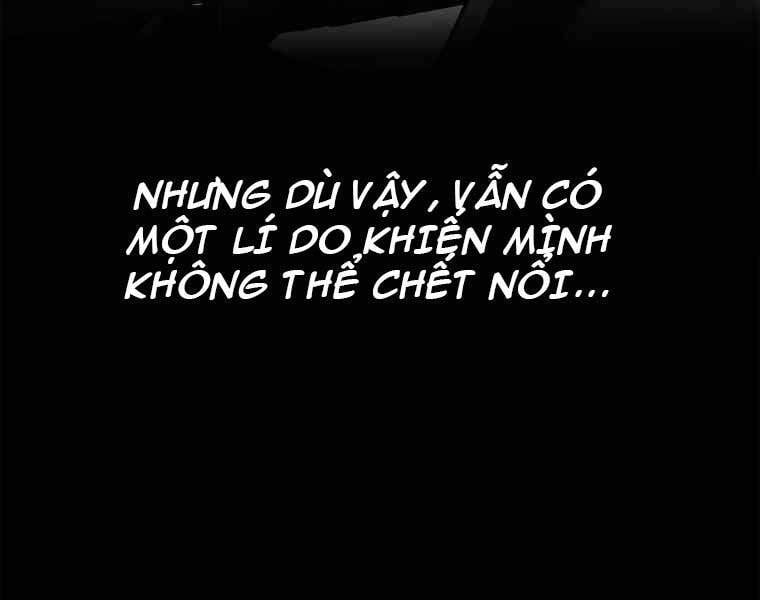 NHƯNG DÙ VẬY, VẪN CÓ
MỘT LÍ DO KHIẾN MÌNH
KHÔNG THỂ CHẾT NỔI...